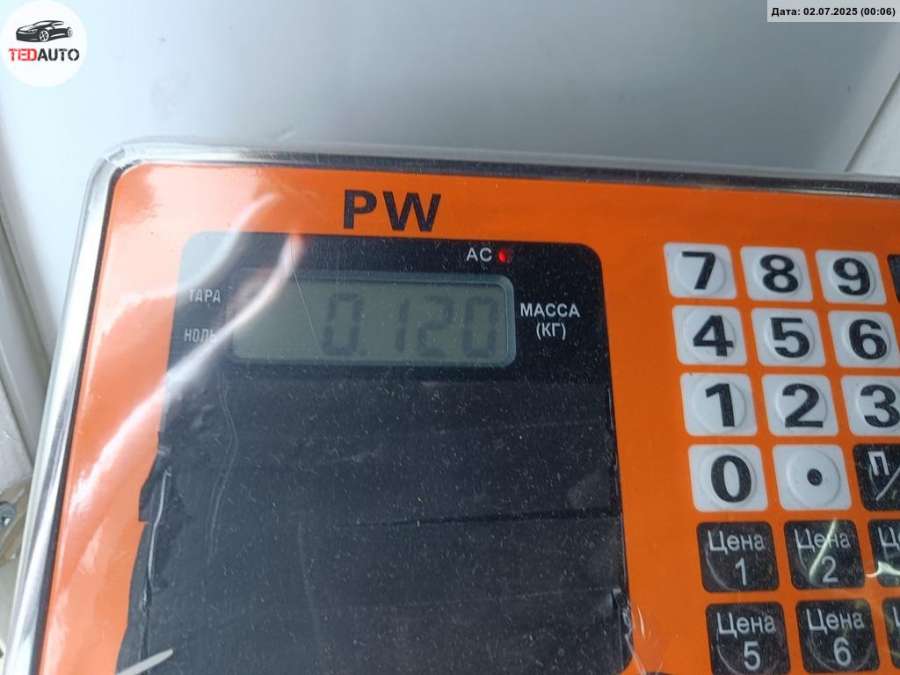 Дата: 02.07.2025 (00:06)
TEDAUTO
PW
AC
ТАРА
НОЛЬ
0.120
МАССА
(КГ)
7 8 9
4 5 6
1 2 3
0 •
П/
Цена 1
Цена 2
Цена 5
Цена 6